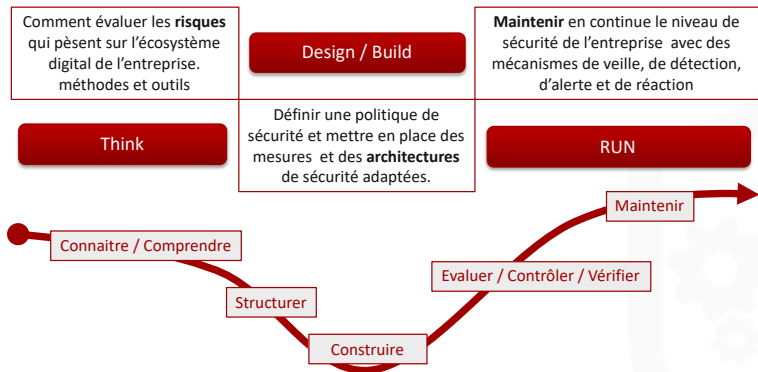 Comment évaluer les risques
qui pèsent sur l'écosystème
digital de l'entreprise.
méthodes et outils
Think
Design / Build
Définir une politique de
sécurité et mettre en place des
mesures et des architectures
de sécurité adaptées.
Maintenir en continue le niveau de
sécurité de l'entreprise avec des
mécanismes de veille, de détection,
d'alerte et de réaction
RUN
Connaitre / Comprendre
Structurer
Construire
Evaluer / Contrôler / Vérifier
Maintenir